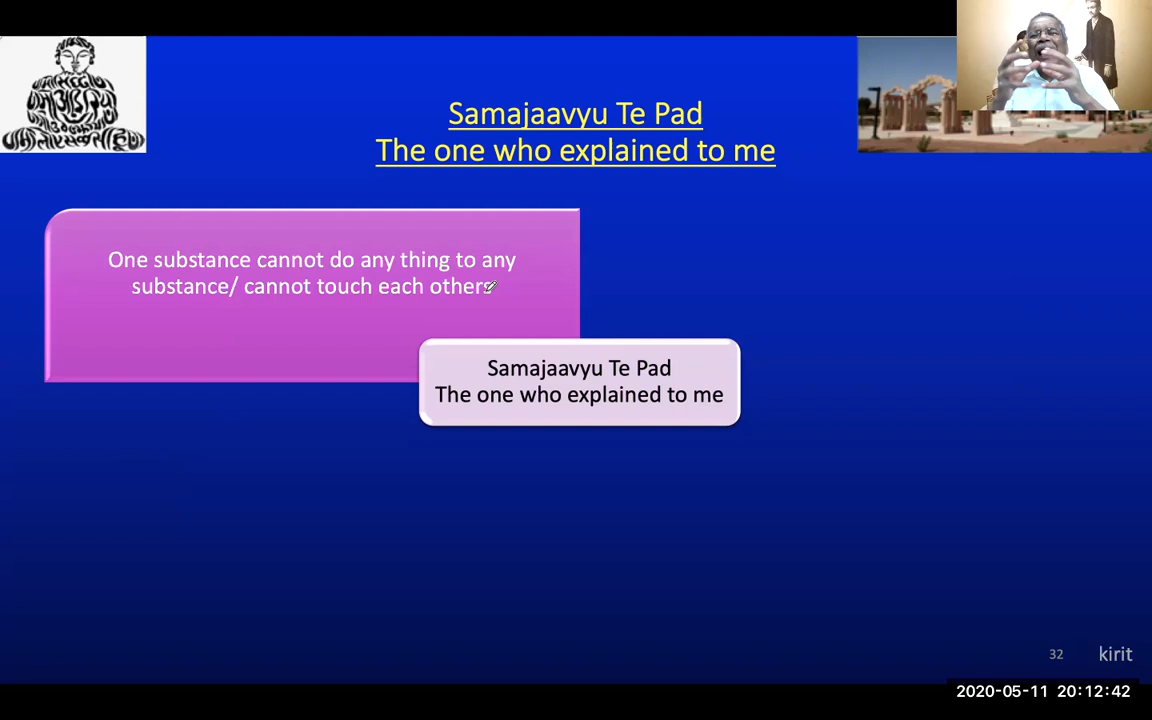 Samajaavyu Te Pad
The one who explained to me
One substance cannot do any thing to any
substance/ cannot touch each others
Samajaavyu Te Pad
The one who explained to me
32
kirit
2020-05-11 20:12:42